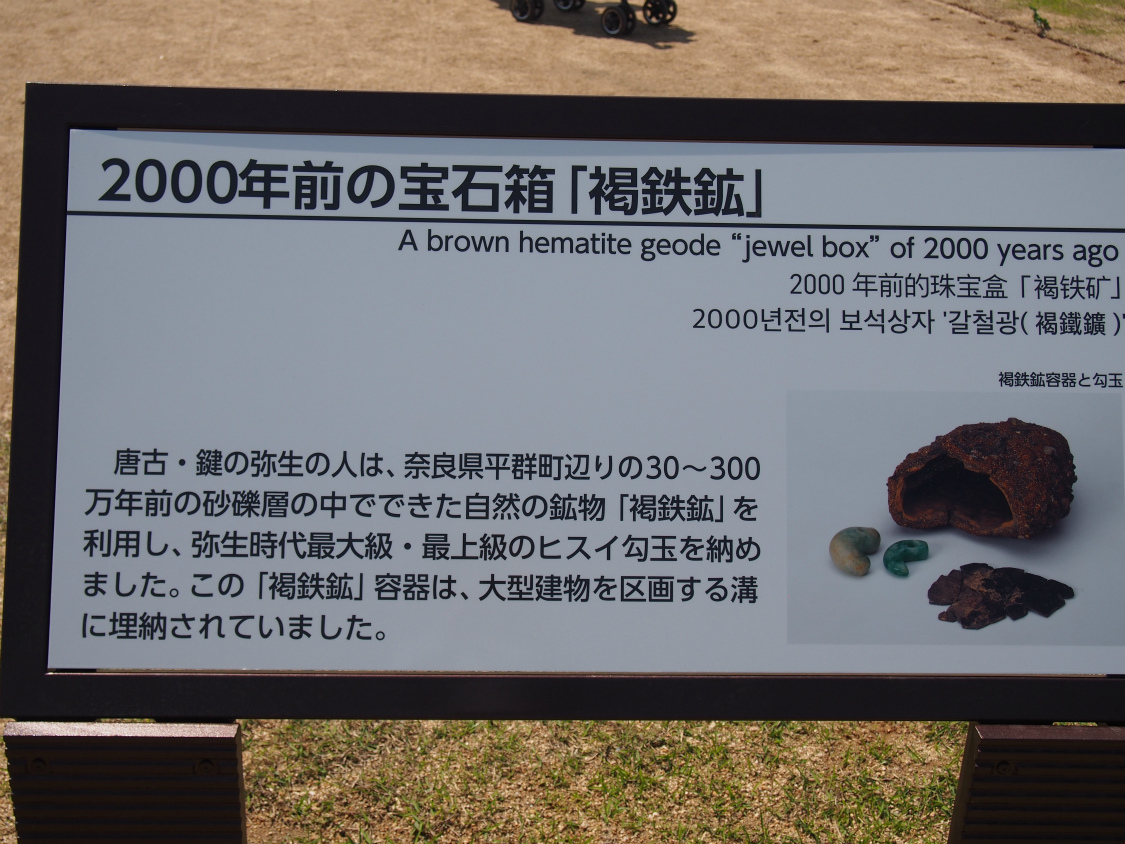 2000年前の宝石箱「褐鉄鉱」
A brown hematite geode “jewel box” of 2000 years ago
2000 年前的珠宝盒「褐铁矿」
2000년전의 보석상자 '갈철광( 褐鐵鑛 )'
褐鉄鉱容器と勾玉
唐古・鍵の弥生の人は、奈良県平群町辺りの30～300
万年前の砂礫層の中でできた自然の鉱物「褐鉄鉱」を
利用し、弥生時代最大級・最上級のヒスイ勾玉を納め
ました。この「褐鉄鉱」容器は、大型建物を区画する溝
に埋納されていました。